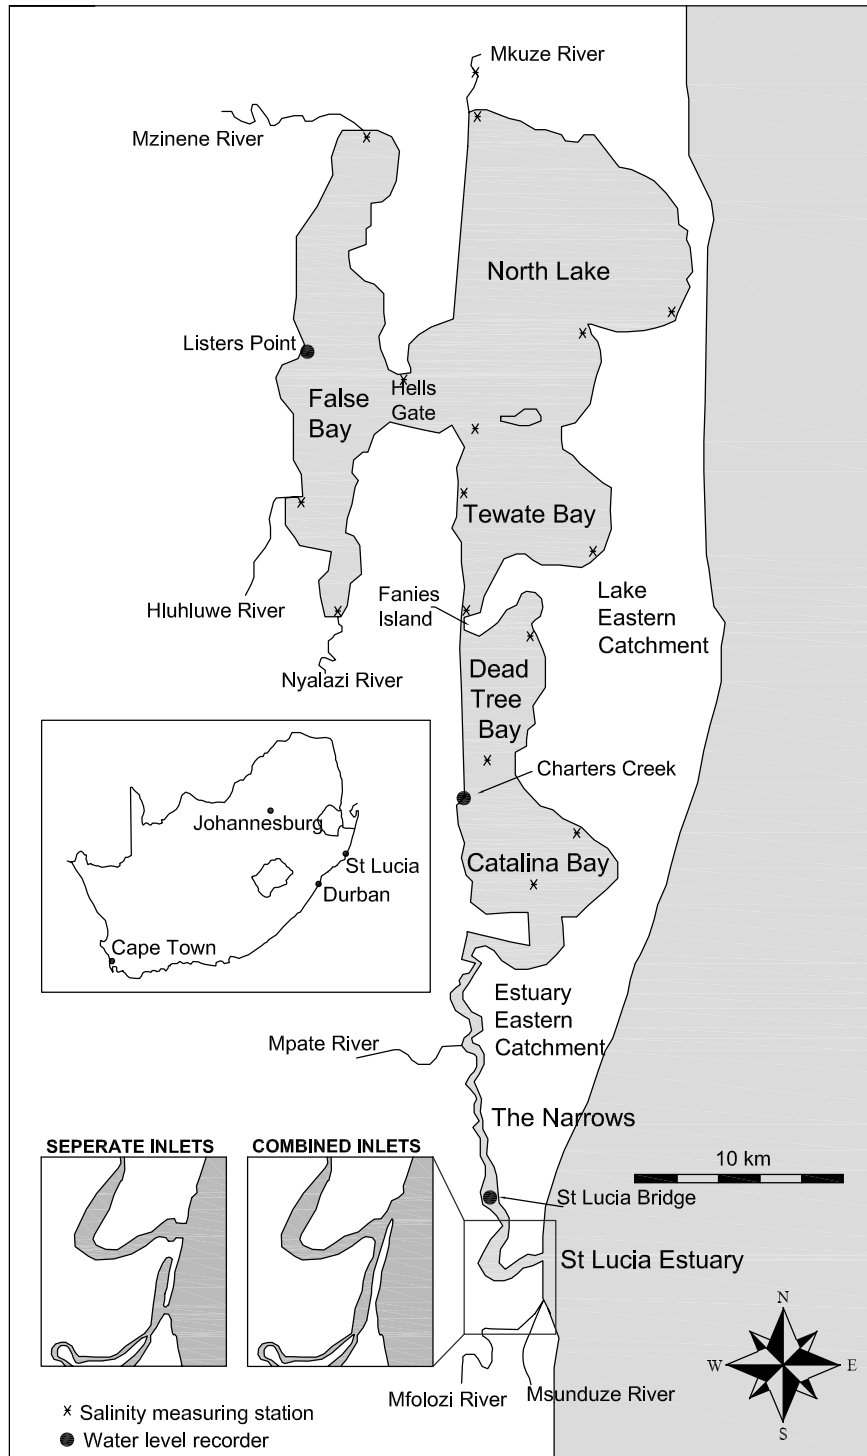 Mkuze River
Mzinene River
North Lake
Listers Point
False
Bay
Hells
Gate
Tewate Bay
Hluhluwe River
Fanies
Island
Lake
Eastern
Catchment
Nyalazi River
Dead
Tree
Bay
Charters Creek
Johannesburg
St Lucia
Durban
Cape Town
Catalina Bay
Estuary
Eastern
Catchment
Mpate River
The Narrows
SEPERATE INLETS
COMBINED INLETS
10 km
St Lucia Bridge
St Lucia Estuary
Mfolozi River
Msunduze River
N
W
E
S
Salinity measuring station
Water level recorder